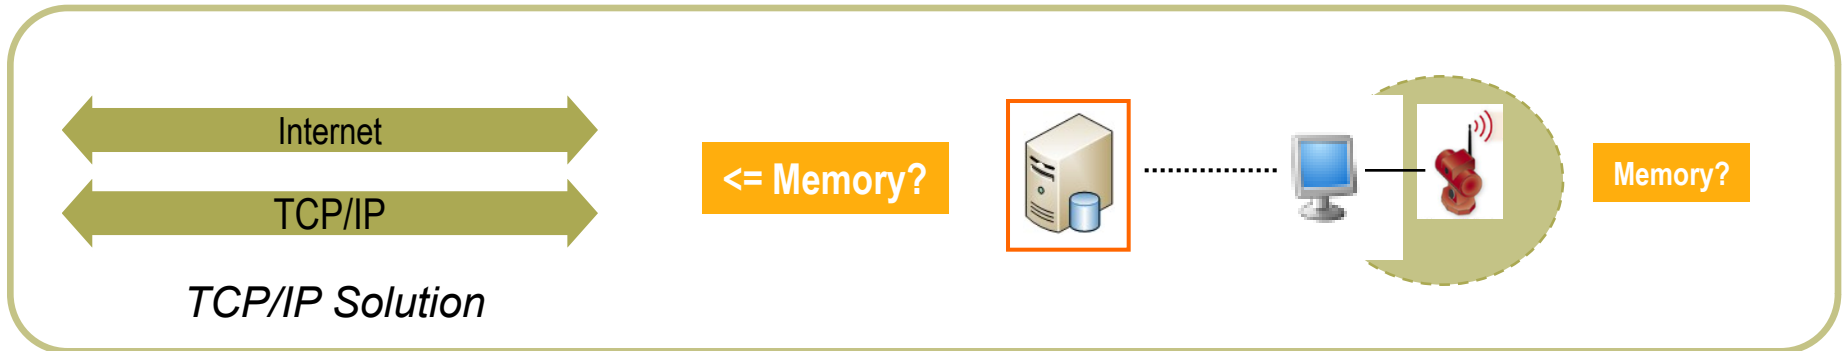 Internet
TCP/IP
TCP/IP Solution
<= Memory?
Memory?